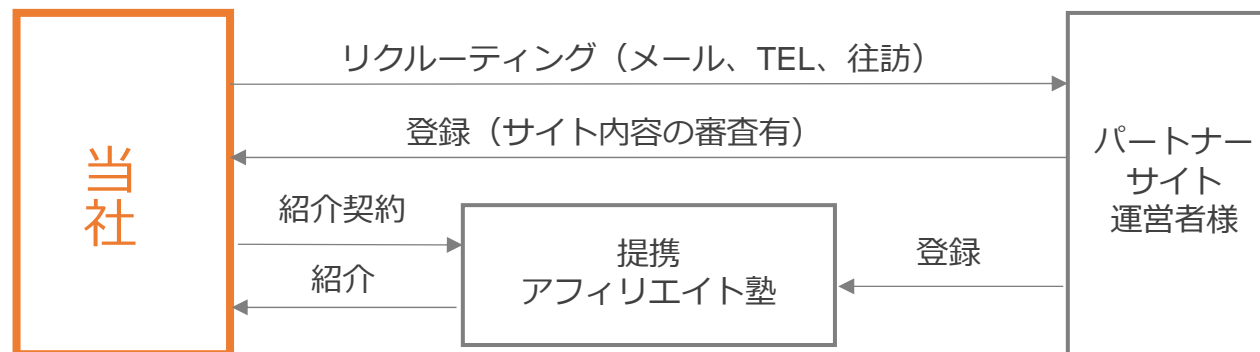 リクルーティング（メール、TEL、往訪）
登録（サイト内容の審査有）
当
社
紹介契約
紹介
提携
アフィリエイト塾
登録
パートナー
サイト
運営者様